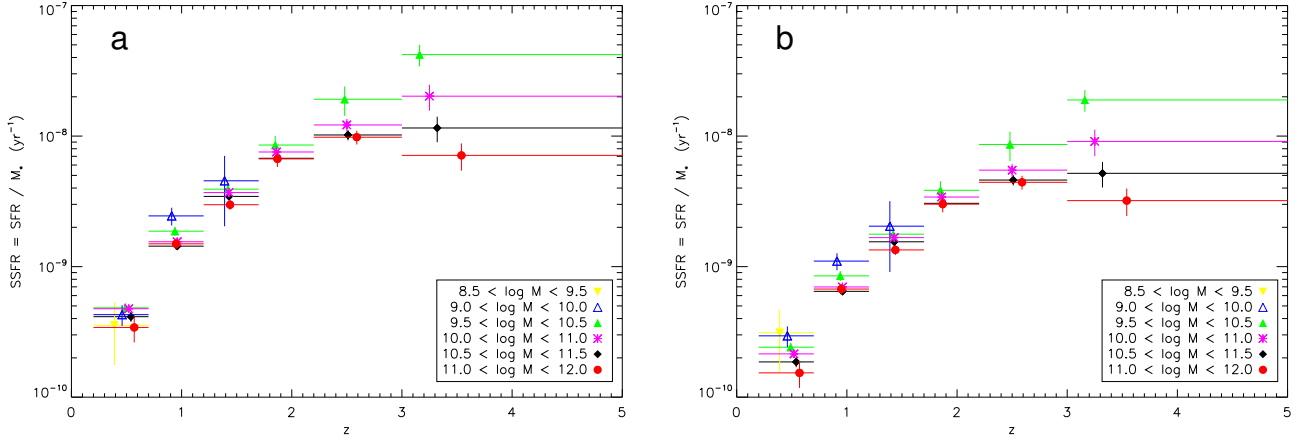 a
SSFR = SFR / M⋆ (yr⁻¹)
10⁻⁷
10⁻⁸
10⁻⁹
10⁻¹⁰
8.5 < log M < 9.5
9.0 < log M < 10.0
9.5 < log M < 10.5
10.0 < log M < 11.0
10.5 < log M < 11.5
11.0 < log M < 12.0
0 1 2 3 4 5
z
b
SSFR = SFR / M⋆ (yr⁻¹)
10⁻⁷
10⁻⁸
10⁻⁹
10⁻¹⁰
8.5 < log M < 9.5
9.0 < log M < 10.0
9.5 < log M < 10.5
10.0 < log M < 11.0
10.5 < log M < 11.5
11.0 < log M < 12.0
0 1 2 3 4 5
z